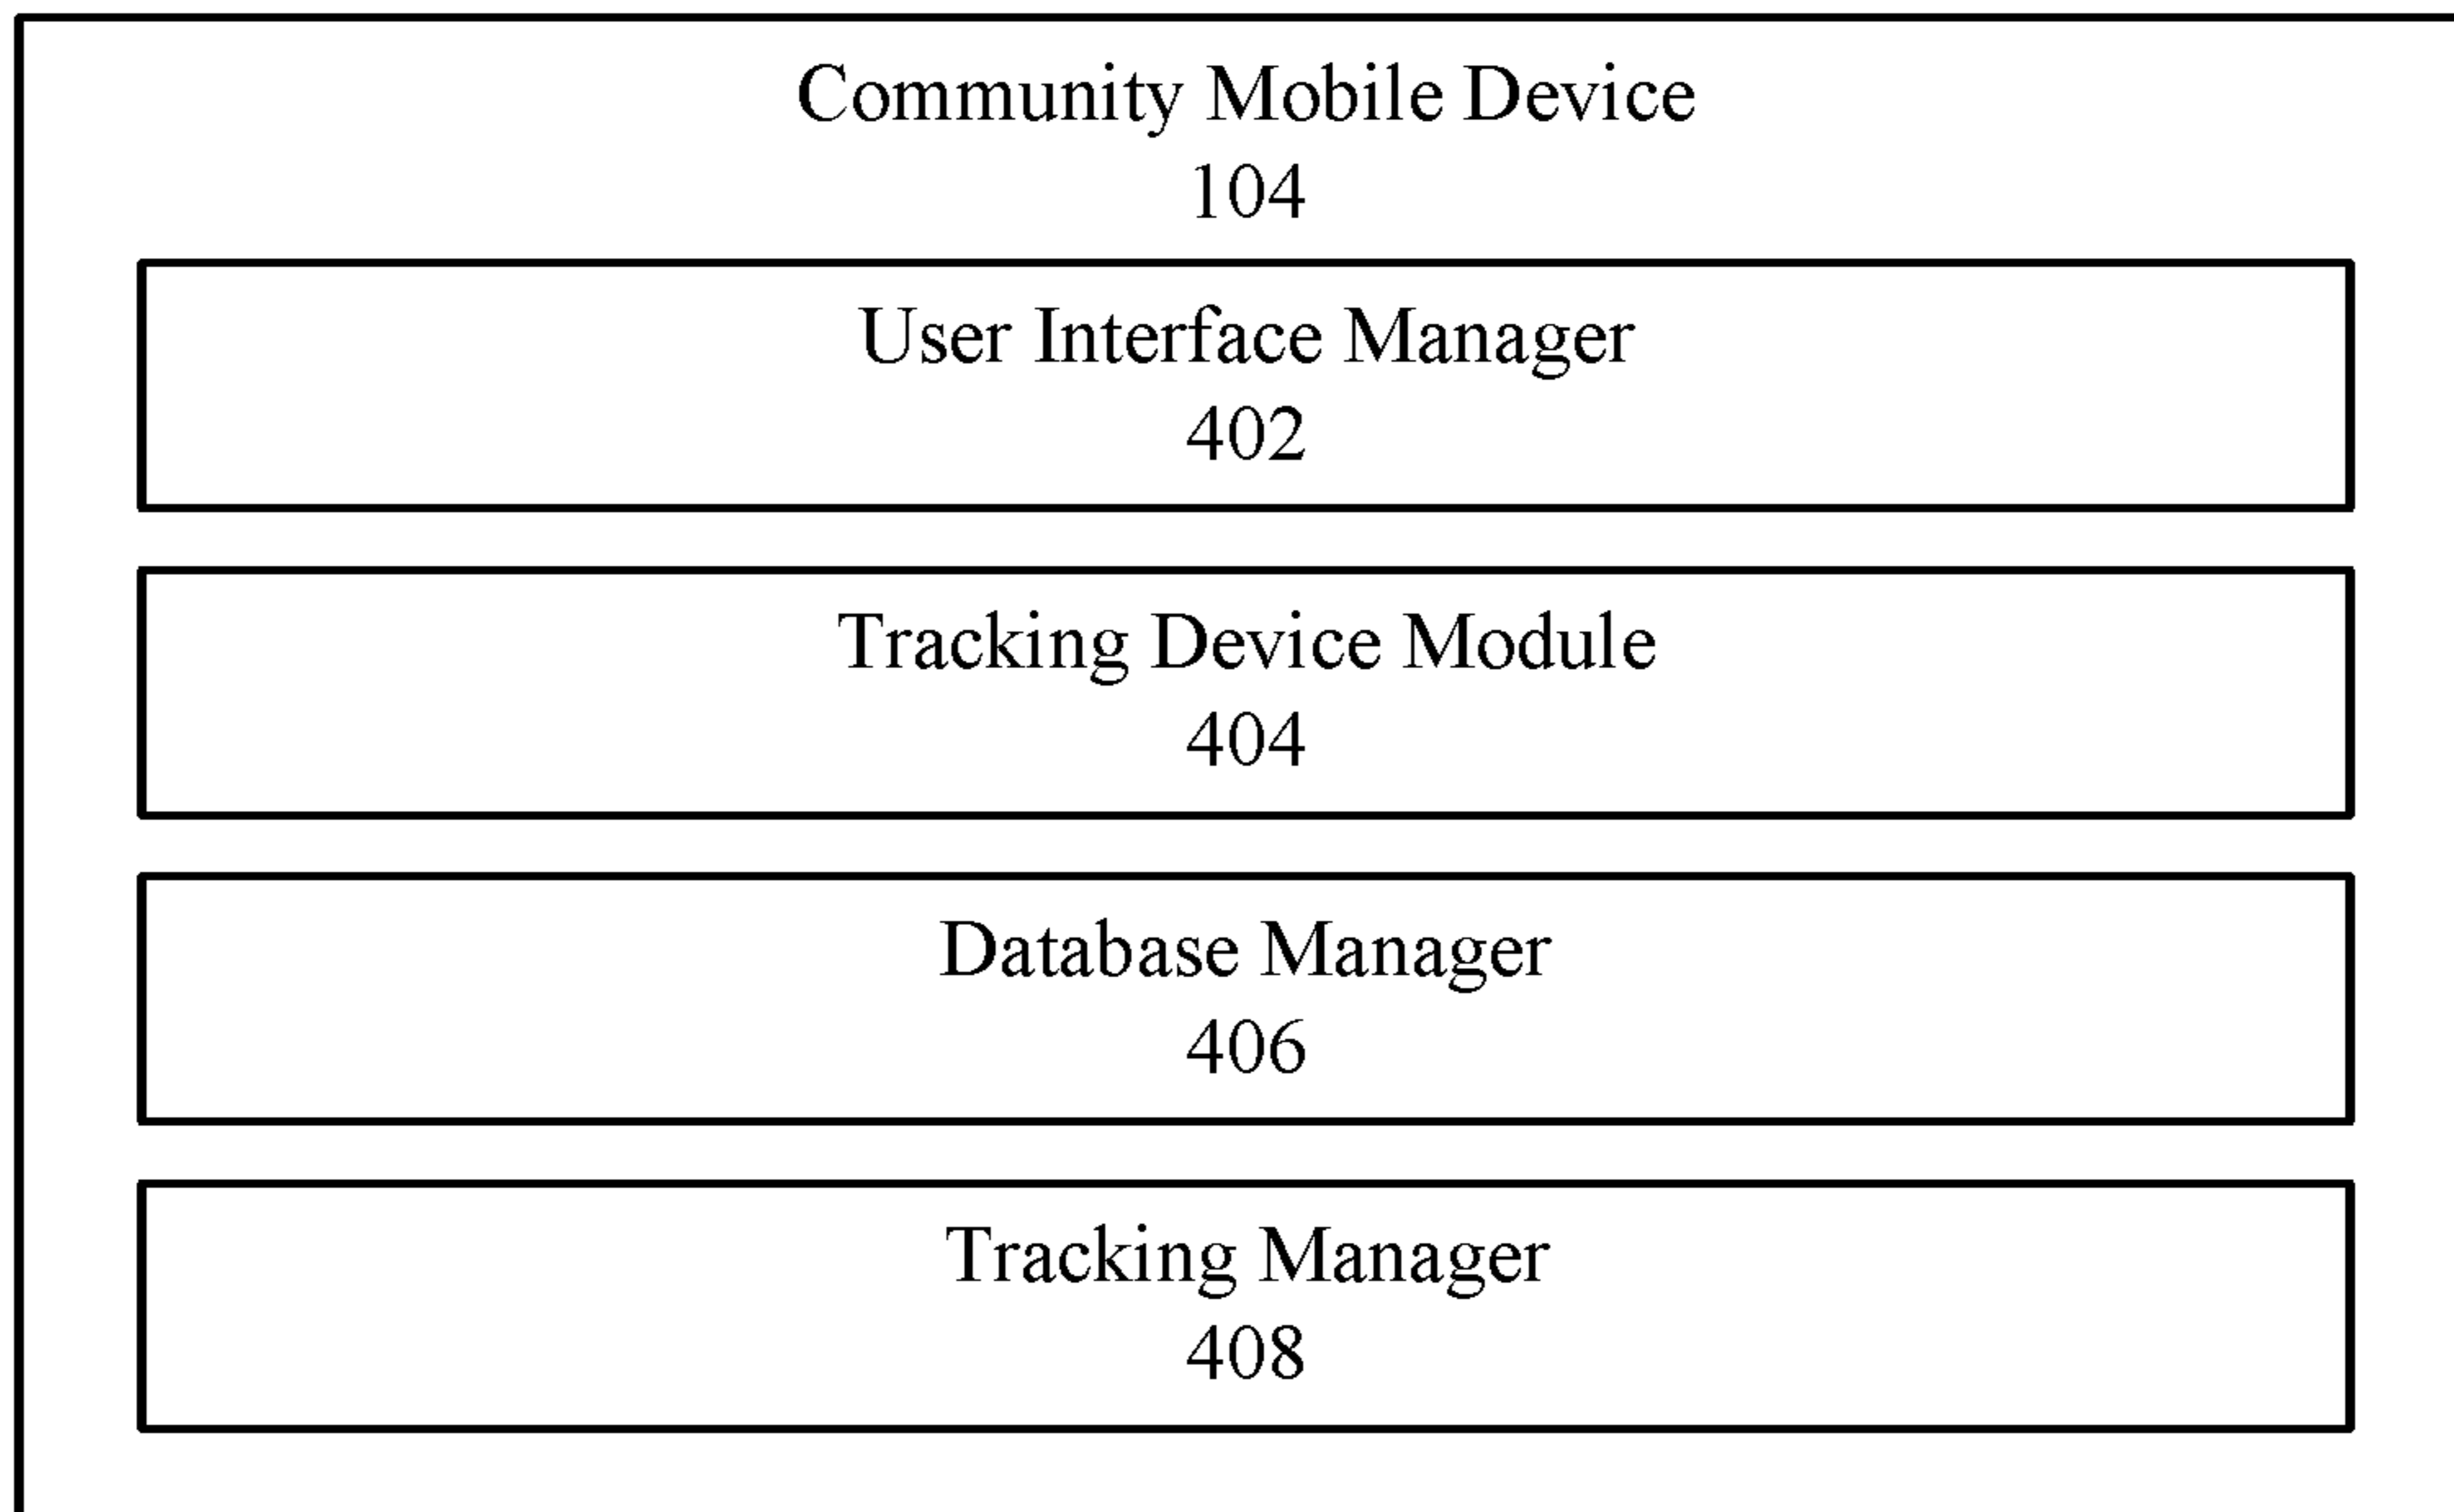 Community Mobile Device
104
User Interface Manager
402
Tracking Device Module
404
Database Manager
406
Tracking Manager
408